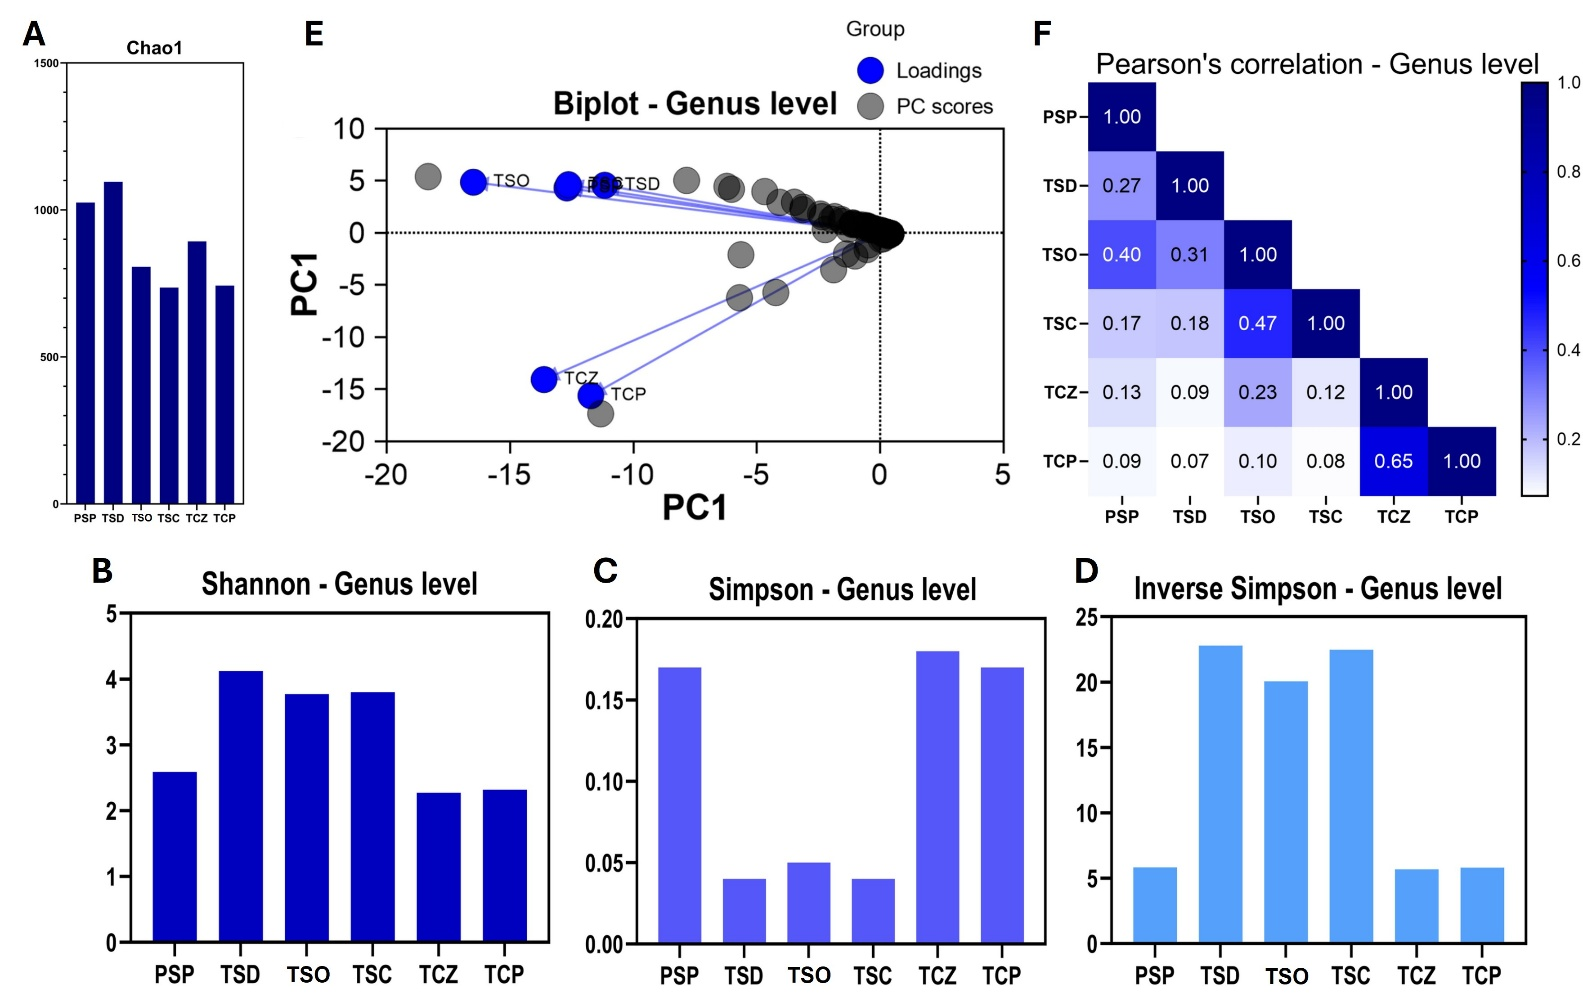 A
Chao1
1500
1000
500
0
PSP TSD TSO TSC TCZ TCP
E
Group
Loadings
PC scores
Biplot - Genus level
PC1
10
5
0
-5
-10
-15
-20
TSO
TSD
TCZ
TCP
-20 -15 -10 -5 0 5
PC1
F
Pearson's correlation - Genus level
PSP 1.00
TSD 0.27 1.00
TSO 0.40 0.31 1.00
TSC 0.17 0.18 0.47 1.00
TCZ 0.13 0.09 0.23 0.12 1.00
TCP 0.09 0.07 0.10 0.08 0.65 1.00
PSP TSD TSO TSC TCZ TCP
1.0
0.8
0.6
0.4
0.2
B
Shannon - Genus level
5
4
3
2
1
0
PSP TSD TSO TSC TCZ TCP
C
Simpson - Genus level
0.20
0.15
0.10
0.05
0.00
PSP TSD TSO TSC TCZ TCP
D
Inverse Simpson - Genus level
25
20
15
10
5
0
PSP TSD TSO TSC TCZ TCP